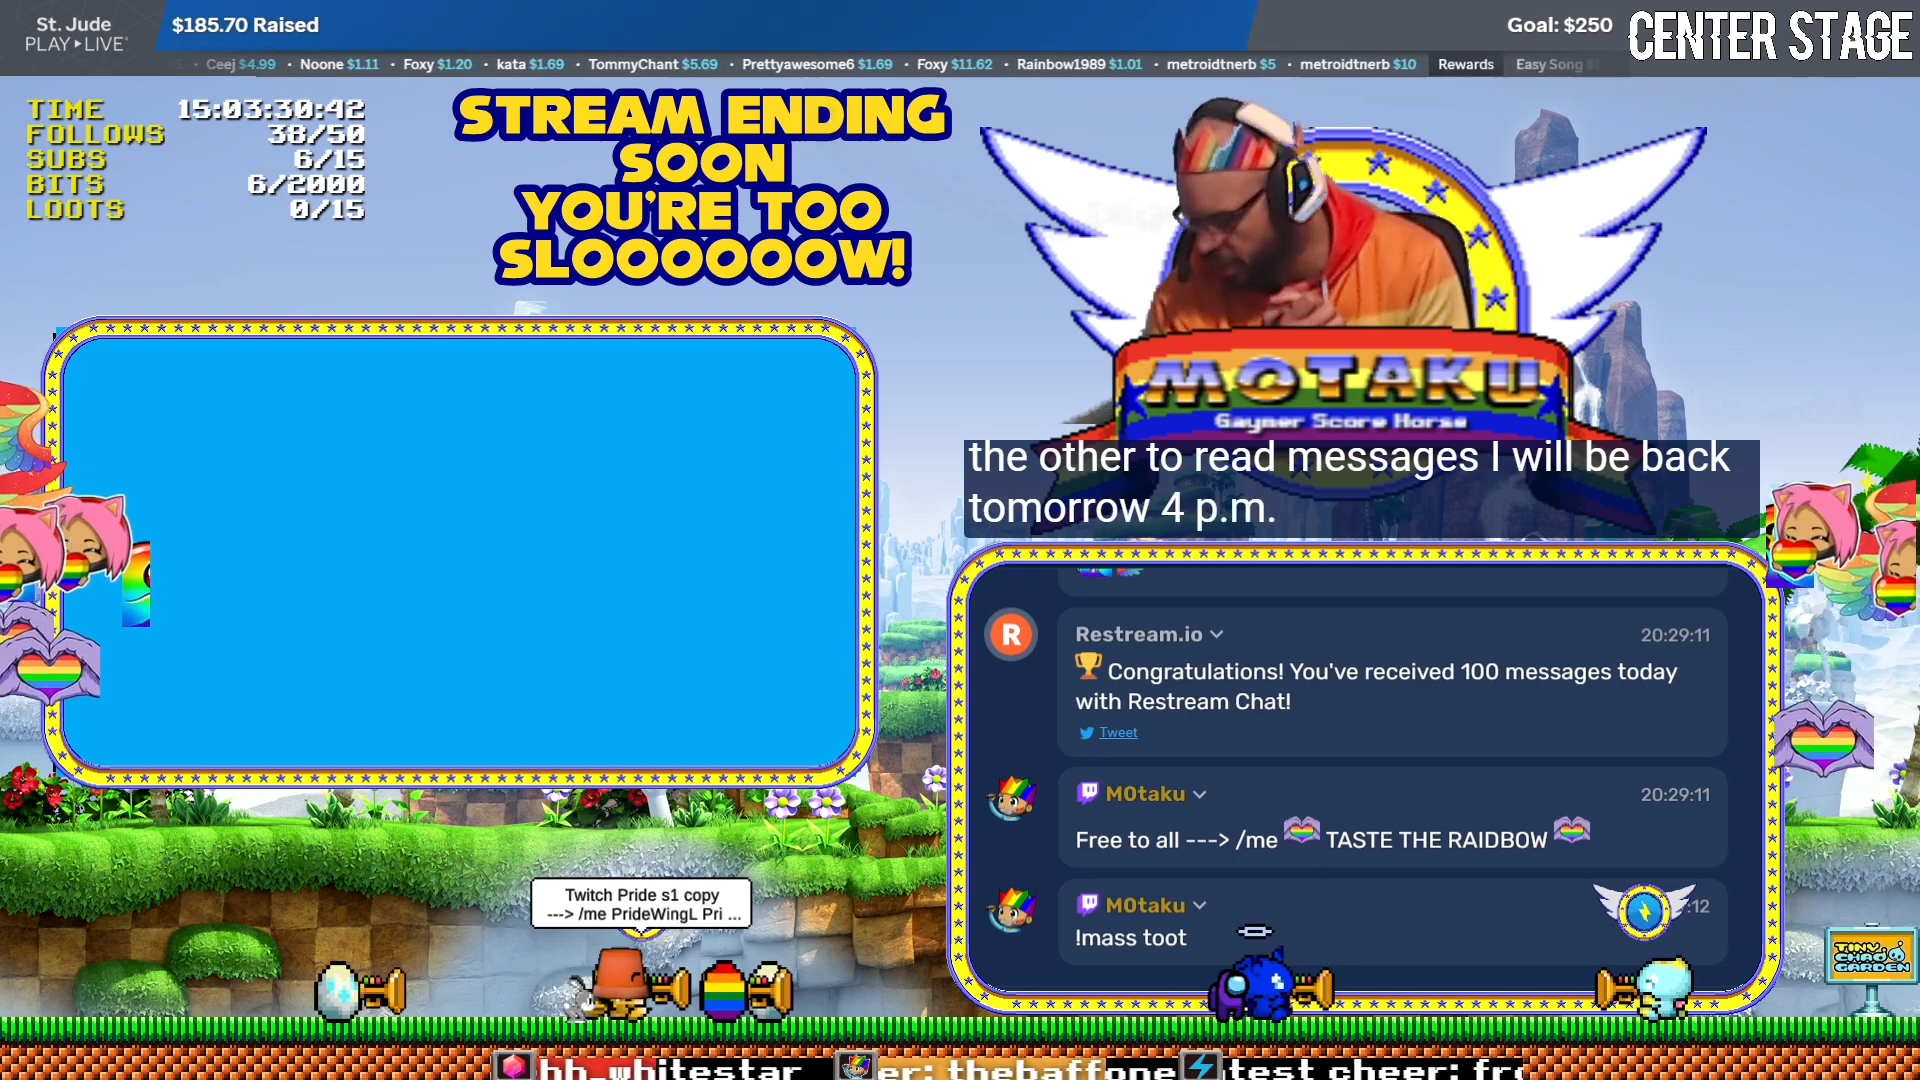 St. Jude
PLAY LIVE
$185.70 Raised
Goal: $250
CENTER STAGE
Ceej $4.99 • Noone $1.11 • Foxy $1.20 • kata $1.69 • TommyChant $5.69 • Prettyawesome6 $1.69 • Foxy $11.62 • Rainbow1989 $1.01 • metroidtnerb $5 • metroidtnerb $10
Rewards
Easy Song
TIME 15:03:30:42
FOLLOWS 38/50
SUBS 6/15
BITS 6/2000
LOOTS 0/15
STREAM ENDING
SOON
YOU'RE TOO
SLOOOOOOW!
MOTAKU
Gaymer Score Horse
the other to read messages I will be back
tomorrow 4 p.m.
R
Restream.io
20:29:11
🏆 Congratulations! You've received 100 messages today
with Restream Chat!
Tweet
M0taku
20:29:11
Free to all ---> /me TASTE THE RAIDBOW
M0taku
:12
!mass toot
Twitch Pride s1 copy
---> /me PrideWingL Pri ...
TINY
CHAO
GARDEN
hh_whitestar
er: thebaffone
test cheer: fr